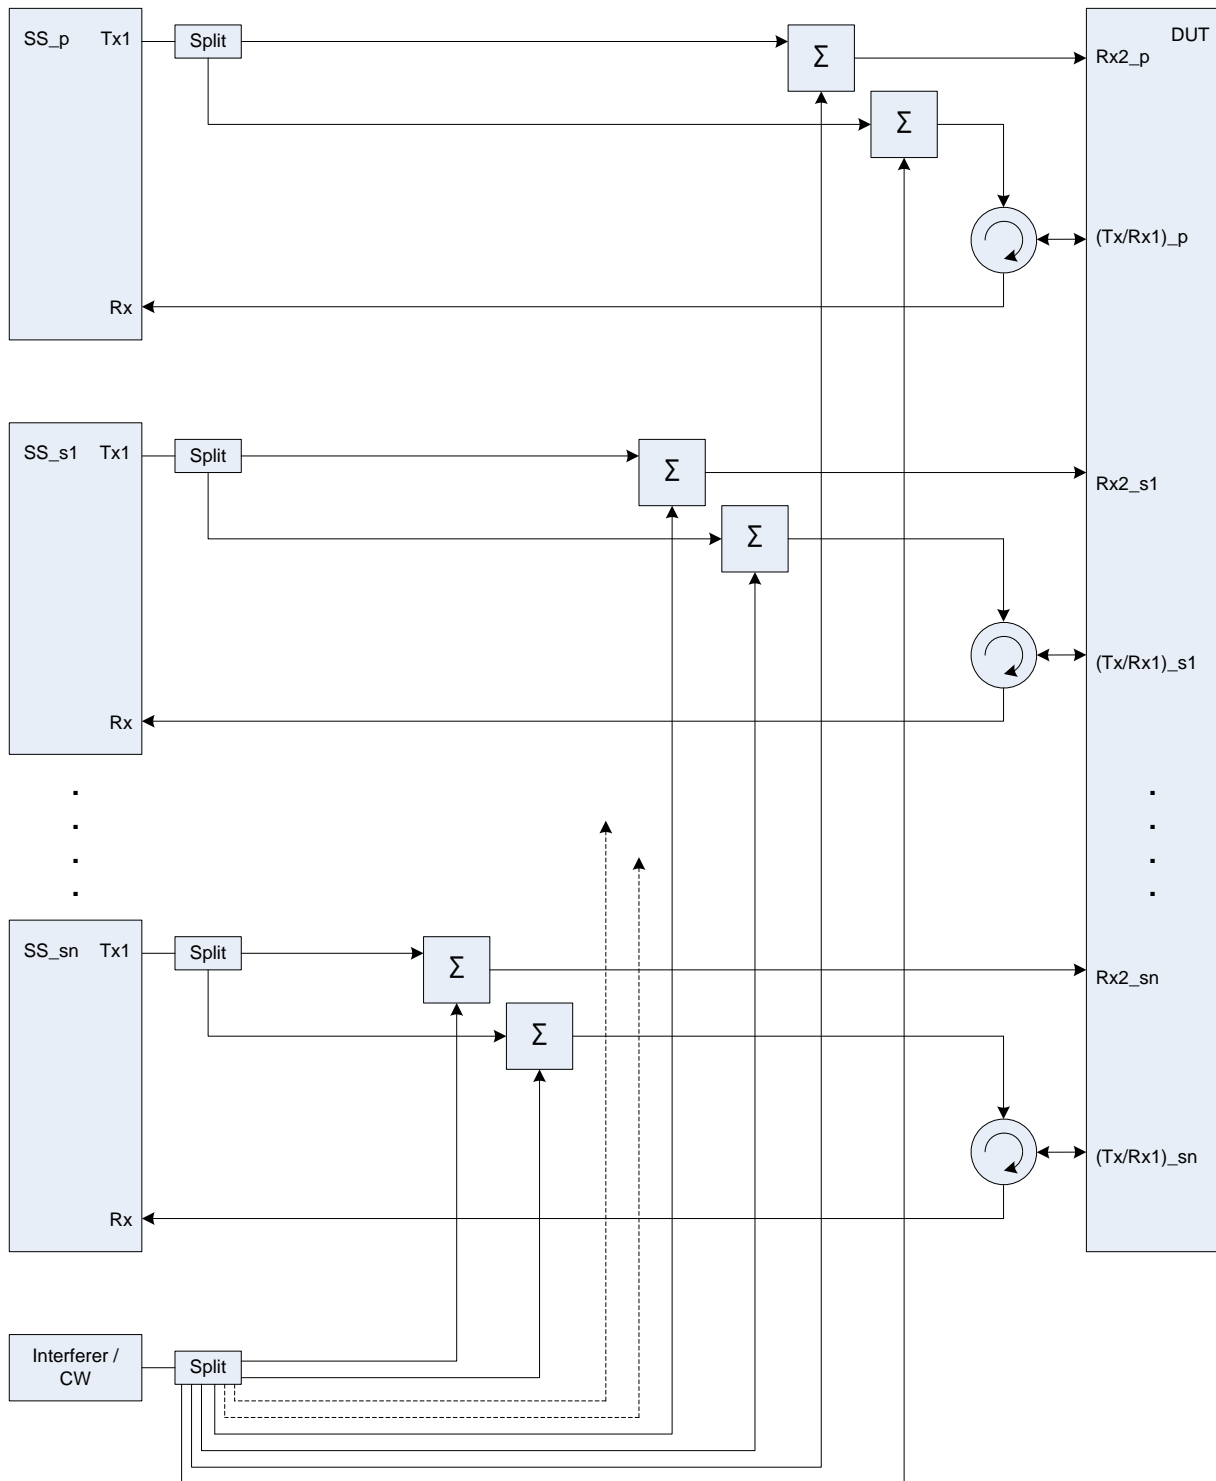 SS_p Tx1
Split
Σ
DUT
Rx2_p
Σ
(Tx/Rx1)_p
Rx
SS_s1 Tx1
Split
Σ
Rx2_s1
Σ
(Tx/Rx1)_s1
Rx
SS_sn Tx1
Split
Σ
Rx2_sn
Σ
(Tx/Rx1)_sn
Rx
Interferer /
CW
Split